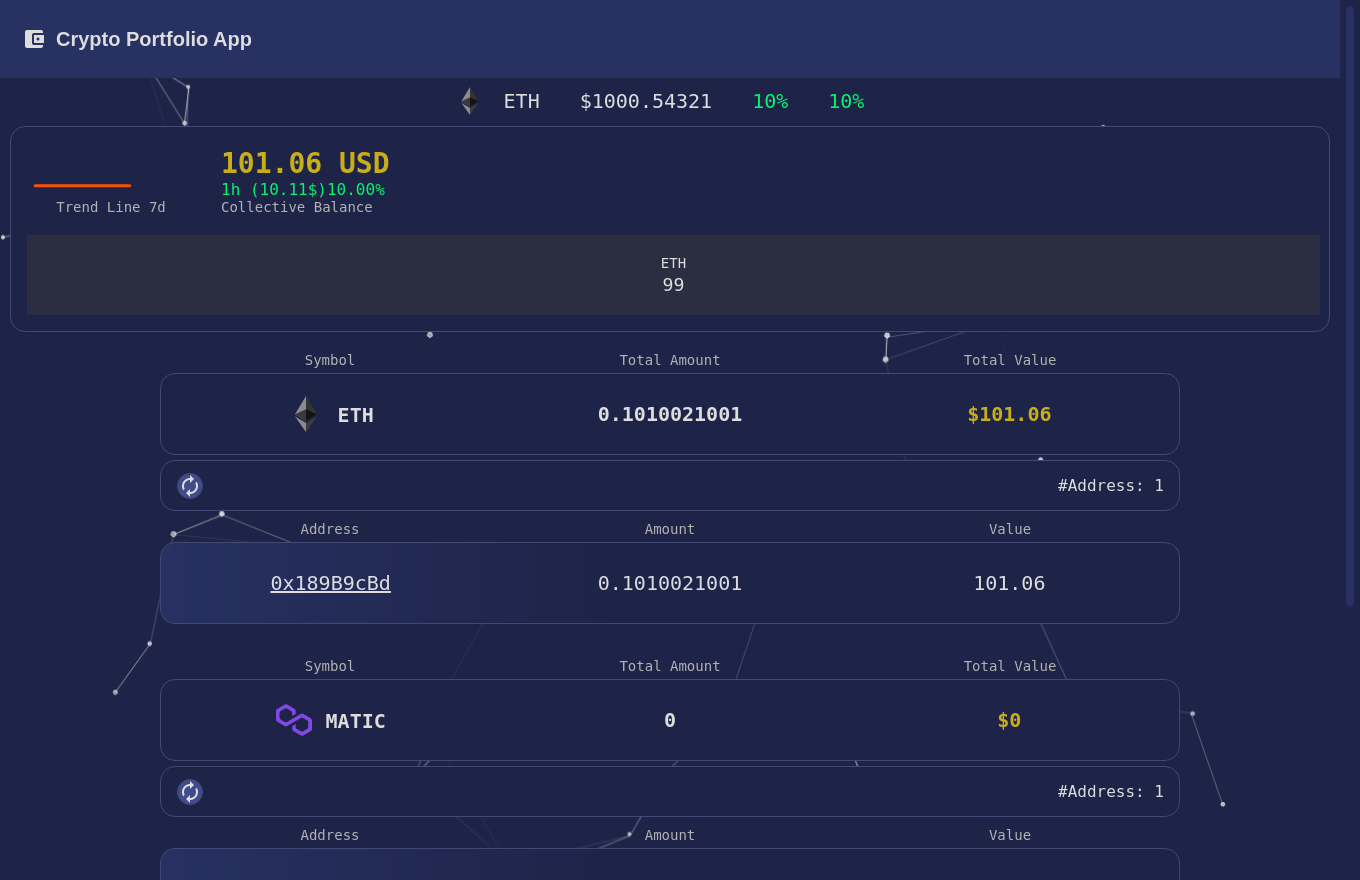 Crypto Portfolio App
ETH $1000.54321 10% 10%
101.06 USD
1h (10.11$)10.00%
Trend Line 7d Collective Balance
ETH
99
Symbol Total Amount Total Value
ETH 0.1010021001 $101.06
#Address: 1
Address Amount Value
0x189B9cBd 0.1010021001 101.06
Symbol Total Amount Total Value
MATIC 0 $0
#Address: 1
Address Amount Value